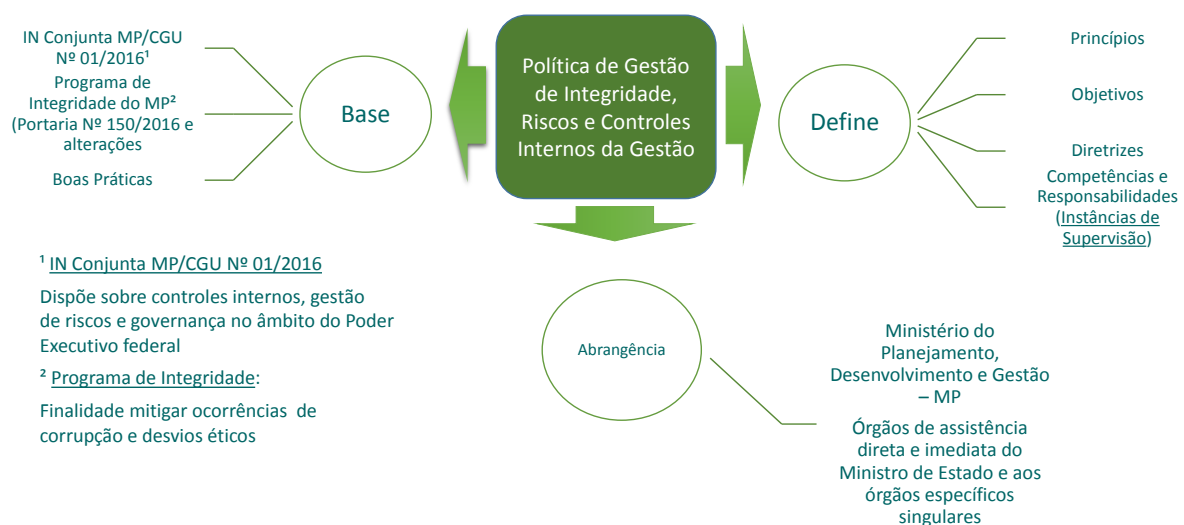 IN Conjunta MP/CGU
Nº 01/2016¹
Programa de
Integridade do MP²
(Portaria Nº 150/2016 e
alterações
Boas Práticas
Base
Política de Gestão
de Integridade,
Riscos e Controles
Internos da Gestão
Define
Princípios
Objetivos
Diretrizes
Competências e
Responsabilidades
(Instâncias de
Supervisão)
¹ IN Conjunta MP/CGU Nº 01/2016
Dispõe sobre controles internos, gestão
de riscos e governança no âmbito do Poder
Executivo federal
² Programa de Integridade:
Finalidade mitigar ocorrências de
corrupção e desvios éticos
Abrangência
Ministério do
Planejamento,
Desenvolvimento e Gestão
– MP
Órgãos de assistência
direta e imediata do
Ministro de Estado e aos
órgãos específicos
singulares